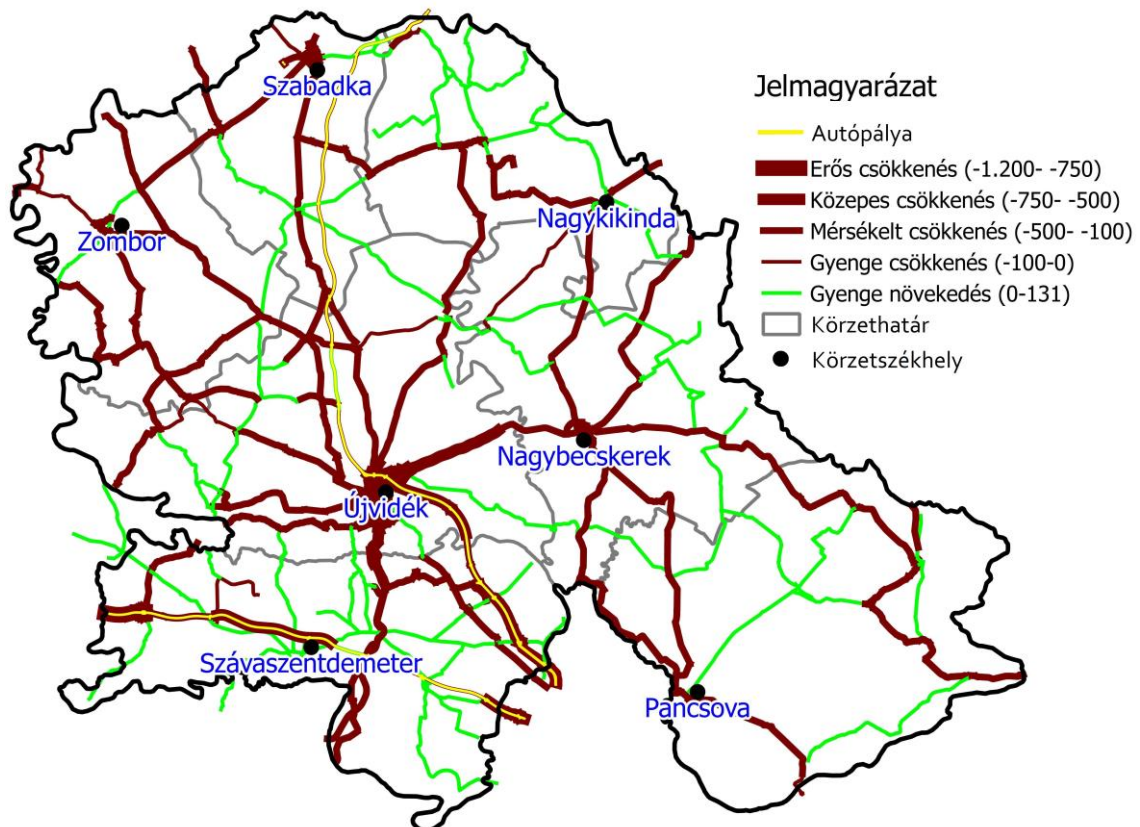 Szabadka
Jelmagyarázat
Autópálya
Erős csökkenés (-1.200- -750)
Közepes csökkenés (-750- -500)
Mérsékelt csökkenés (-500- -100)
Gyenge csökkenés (-100-0)
Gyenge növekedés (0-131)
Körzethatár
Körzetszékhely
Nagykikinda
Zombor
Nagybecskerek
Újvidék
Szávaszentdemeter
Pancsova